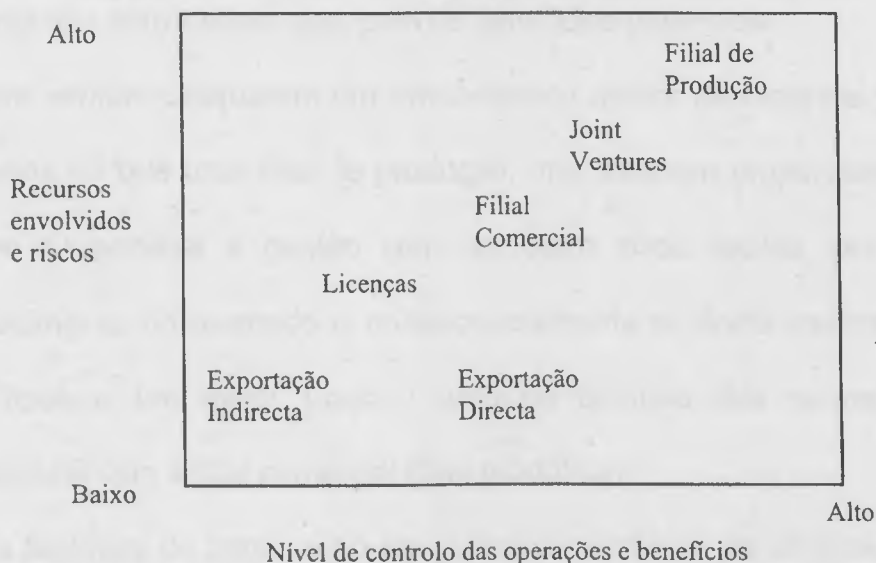 Alto
Filial de
Produção
Joint
Ventures
Recursos
envolvidos
e riscos
Filial
Comercial
Licenças
Exportação
Indirecta
Exportação
Directa
Baixo
Alto
Nível de controlo das operações e benefícios